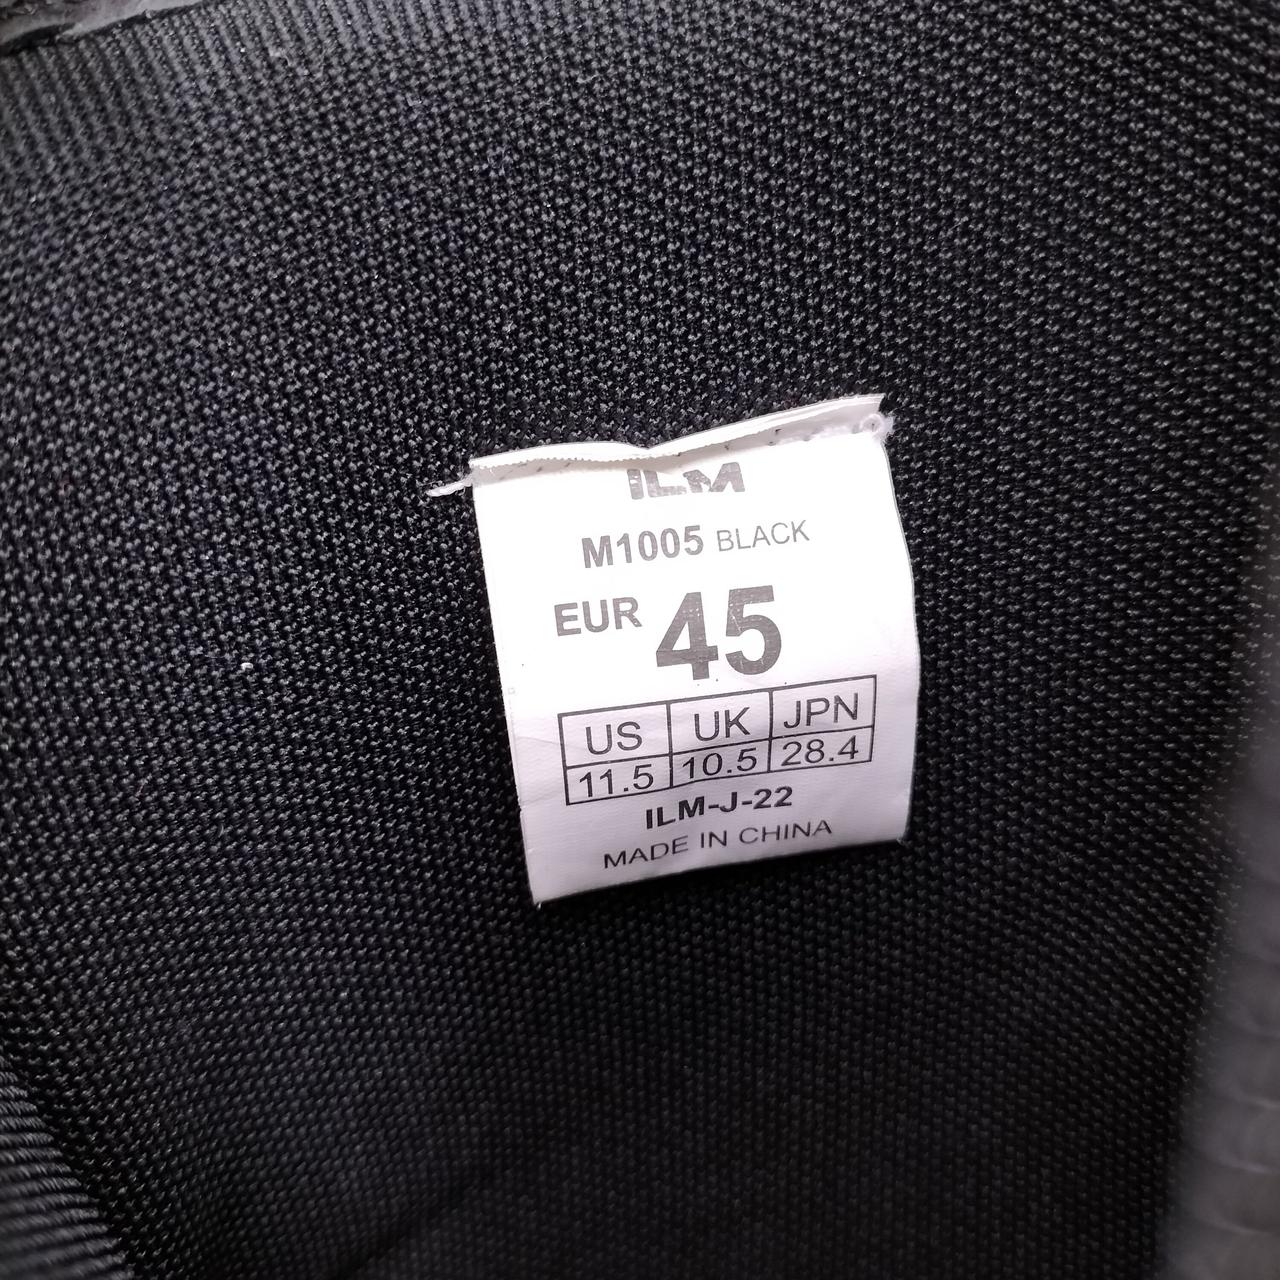 ILM
M1005 BLACK
EUR 45
US UK JPN
11.5 10.5 28.4
ILM-J-22
MADE IN CHINA